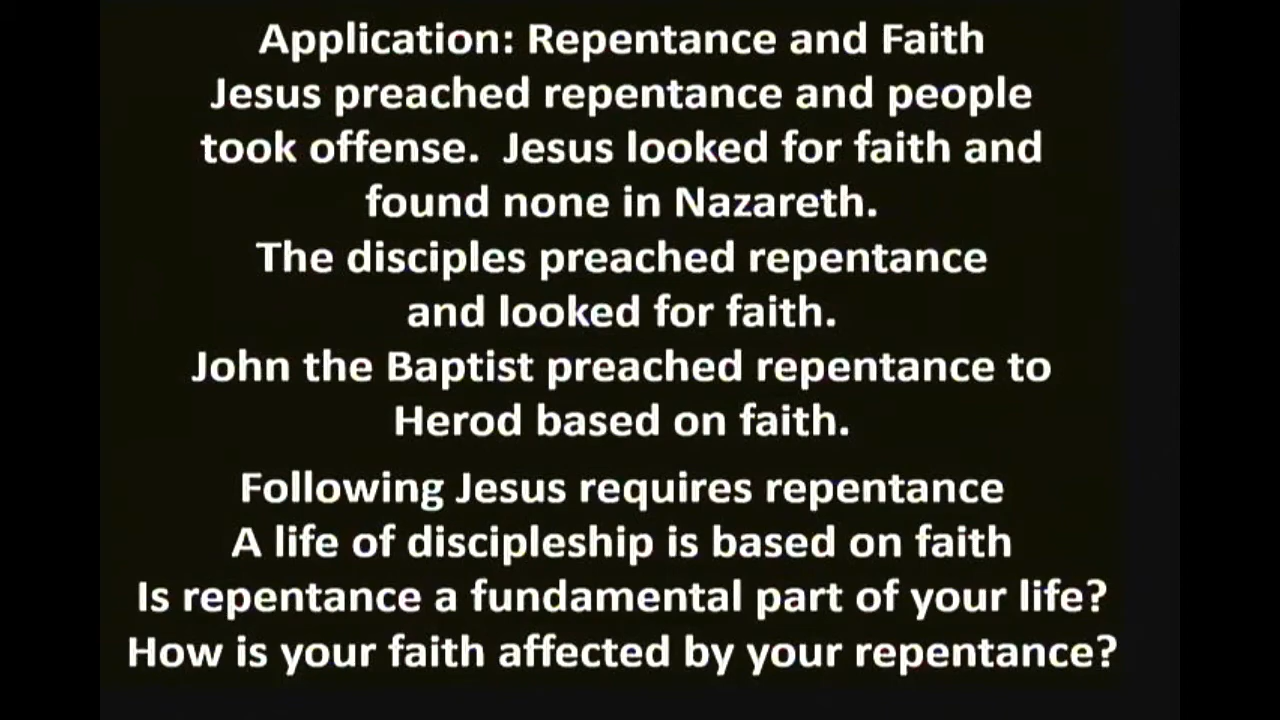 Application: Repentance and Faith
Jesus preached repentance and people
took offense.  Jesus looked for faith and
found none in Nazareth.
The disciples preached repentance
and looked for faith.
John the Baptist preached repentance to
Herod based on faith.
Following Jesus requires repentance
A life of discipleship is based on faith
Is repentance a fundamental part of your life?
How is your faith affected by your repentance?